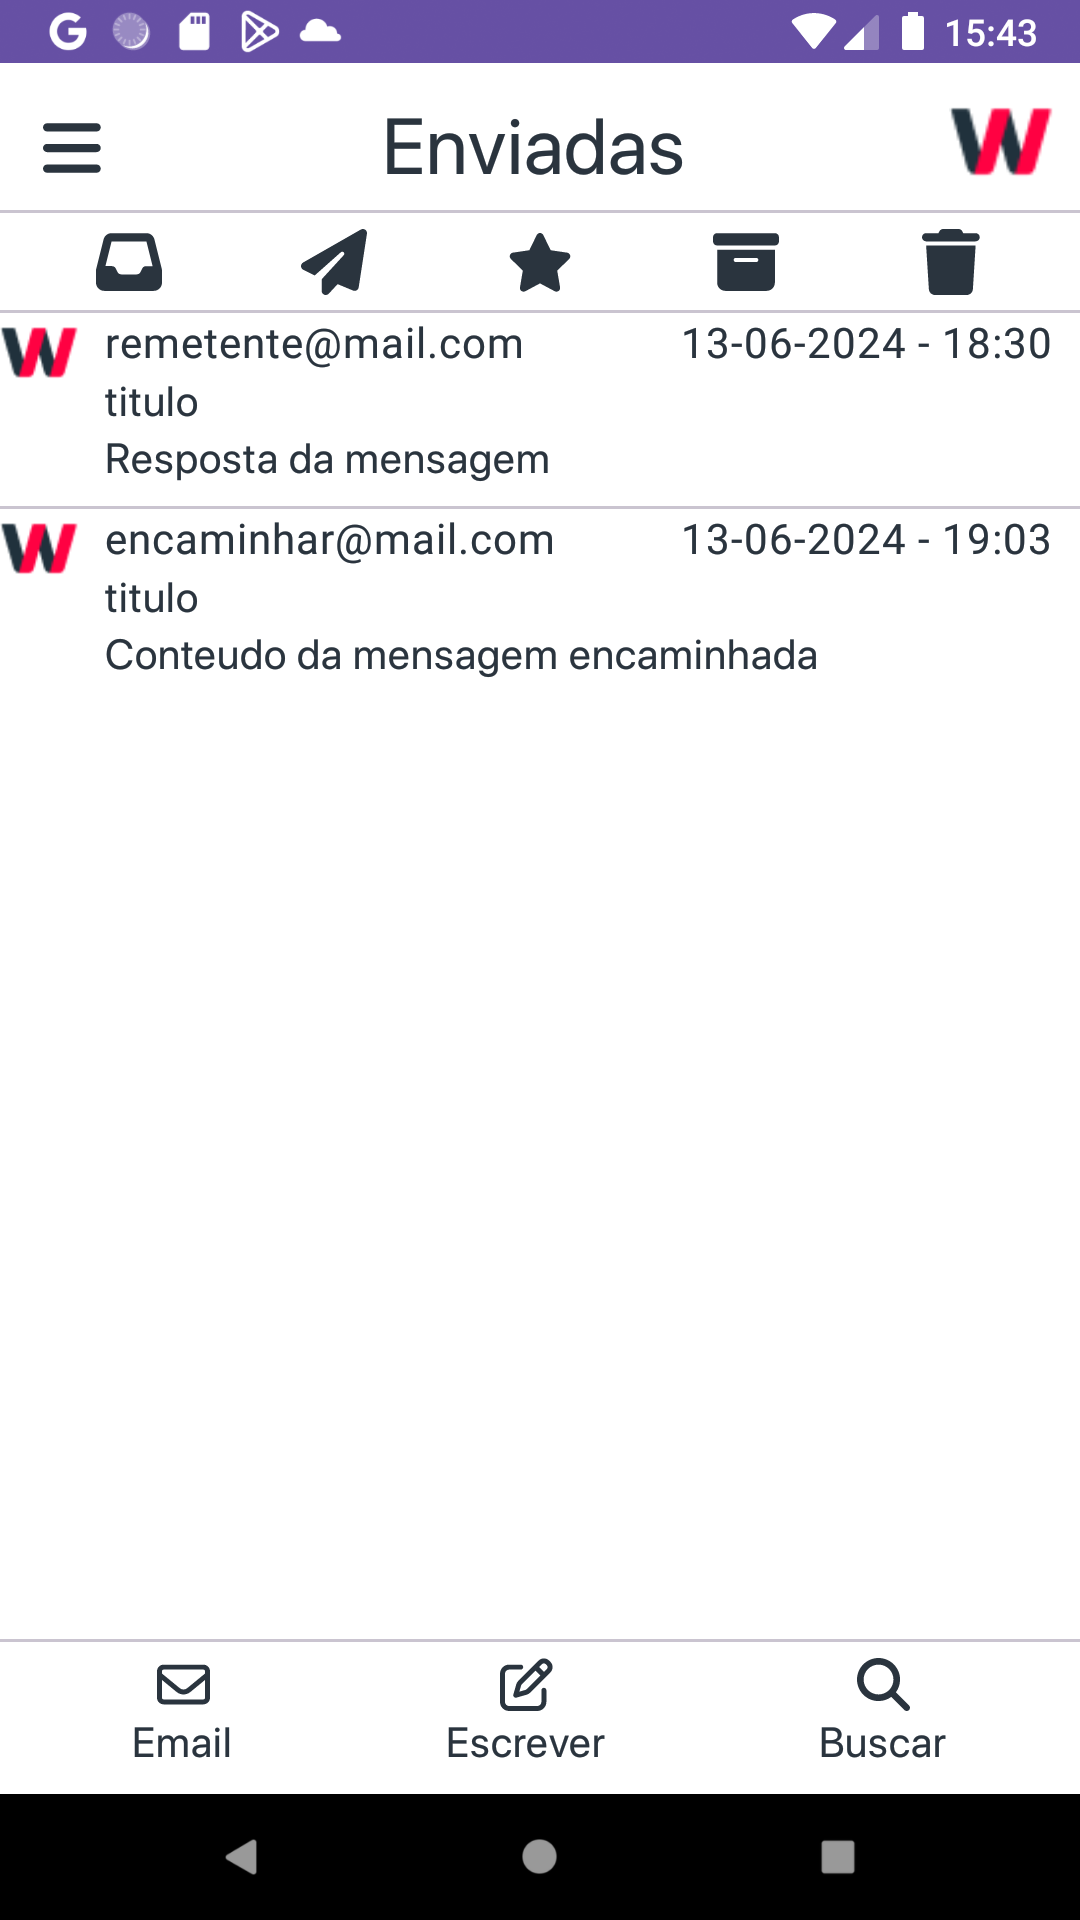 15:43
Enviadas
W
W remetente@mail.com 13-06-2024 - 18:30
titulo
Resposta da mensagem
W encaminhar@mail.com 13-06-2024 - 19:03
titulo
Conteudo da mensagem encaminhada
Email Escrever Buscar